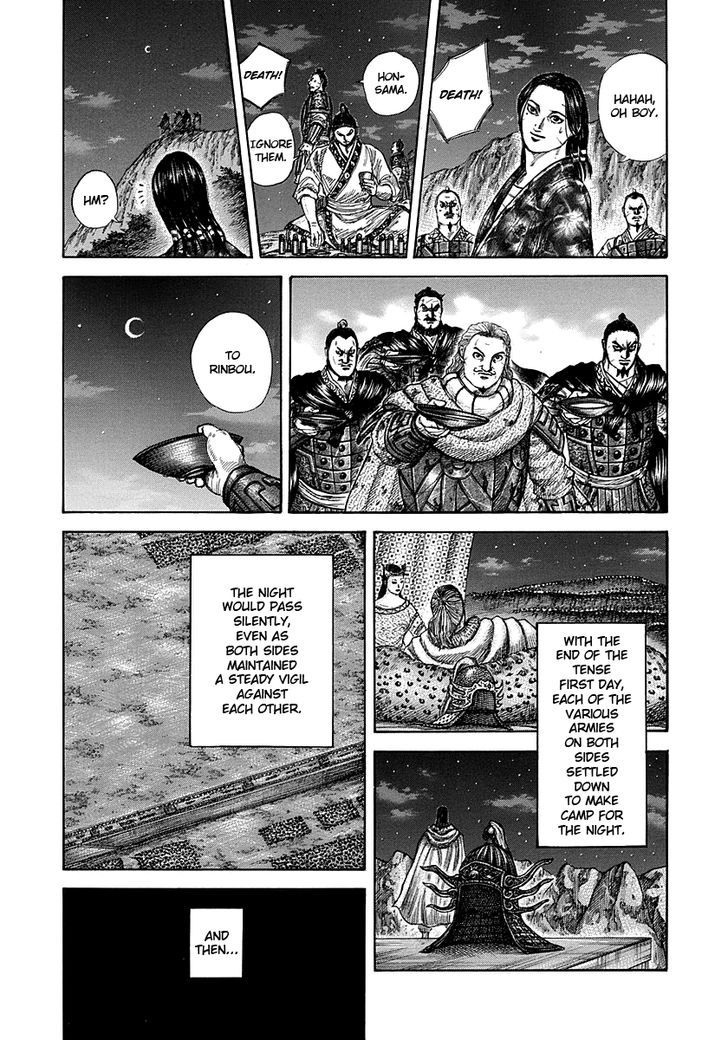 HAHAH,
OH BOY.
DEATH!
HON-
SAMA.
DEATH!
IGNORE
THEM.
HM?
TO
RINBOU.
WITH THE
END OF THE
TENSE
FIRST DAY,
EACH OF THE
VARIOUS
ARMIES
ON BOTH
SIDES
SETTLED
DOWN
TO MAKE
CAMP FOR
THE NIGHT.
THE NIGHT
WOULD PASS
SILENTLY,
EVEN AS
BOTH SIDES
MAINTAINED
A STEADY VIGIL
AGAINST
EACH OTHER.
AND
THEN...